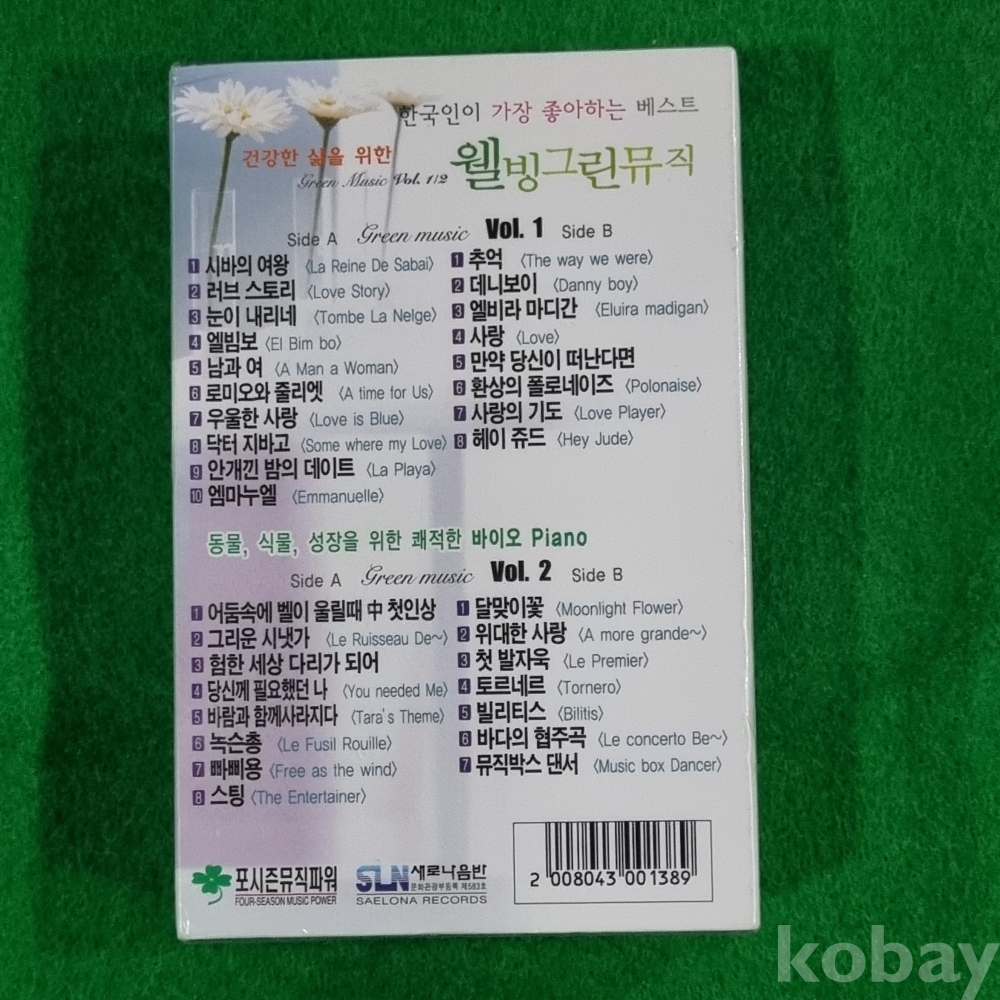 한국인이 가장 좋아하는 베스트
건강한 삶을 위한
Green Music Vol. 1/2
웰빙그린뮤직
Side A Green music Vol. 1 Side B
1 시바의 여왕 〈La Reine De Sabai〉
2 러브 스토리 〈Love Story〉
3 눈이 내리네 〈Tombe La Nelge〉
4 엘빔보 〈El Bim bo〉
5 남과 여 〈A Man a Woman〉
6 로미오와 줄리엣 〈A time for Us〉
7 우울한 사랑 〈Love is Blue〉
8 닥터 지바고 〈Some where my Love〉
9 안개낀 밤의 데이트 〈La Playa〉
10 엠마누엘 〈Emmanuelle〉
1 추억 〈The way we were〉
2 데니보이 〈Danny boy〉
3 엘비라 마디간 〈Eluira madigan〉
4 사랑 〈Love〉
5 만약 당신이 떠난다면
6 환상의 폴로네이즈 〈Polonaise〉
7 사랑의 기도 〈Love Player〉
8 헤이 쥬드 〈Hey Jude〉
동물, 식물, 성장을 위한 쾌적한 바이오 Piano
Side A Green music Vol. 2 Side B
1 어둠속에 벨이 울릴때 中 첫인상
2 그리운 시냇가 〈Le Ruisseau De~〉
3 험한 세상 다리가 되어
4 당신께 필요했던 나 〈You needed Me〉
5 바람과 함께사라지다 〈Tara's Theme〉
6 녹슨총 〈Le Fusil Rouille〉
7 빠삐용 〈Free as the wind〉
8 스팅 〈The Entertainer〉
1 달맞이꽃 〈Moonlight Flower〉
2 위대한 사랑 〈A more grande~〉
3 첫 발자욱 〈Le Premier〉
4 토르네르 〈Tornero〉
5 빌리티스 〈Bilitis〉
6 바다의 협주곡 〈Le concerto Be~〉
7 뮤직박스 댄서 〈Music box Dancer〉
포시즌뮤직파워
FOUR-SEASON MUSIC POWER
SLN 새로나음반
문화관광부등록 제583호
SAELONA RECORDS
2 008043 001389
kobay